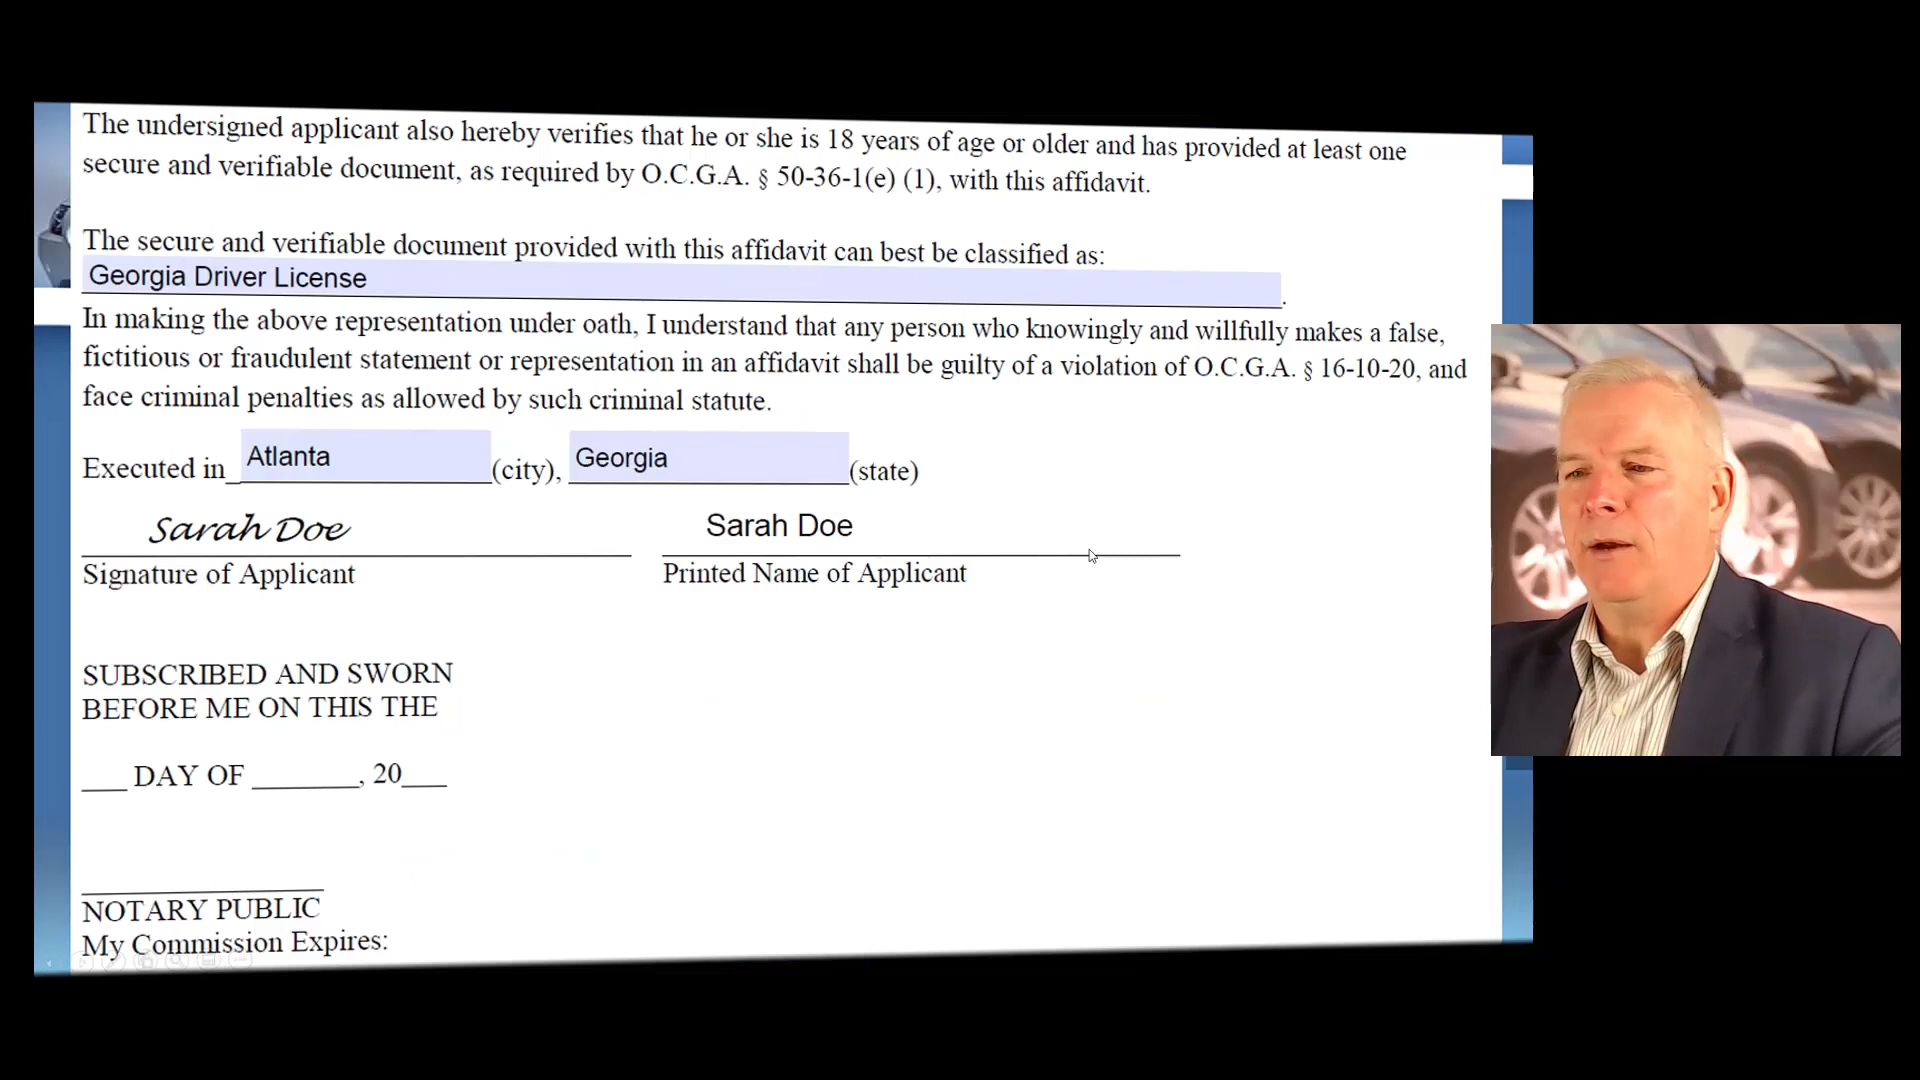 The undersigned applicant also hereby verifies that he or she is 18 years of age or older and has provided at least one
secure and verifiable document, as required by O.C.G.A. § 50-36-1(e) (1), with this affidavit.
The secure and verifiable document provided with this affidavit can best be classified as:
Georgia Driver License.
In making the above representation under oath, I understand that any person who knowingly and willfully makes a false,
fictitious or fraudulent statement or representation in an affidavit shall be guilty of a violation of O.C.G.A. § 16-10-20, and
face criminal penalties as allowed by such criminal statute.
Executed in_ Atlanta (city), Georgia (state)
Sarah Doe Sarah Doe
Signature of Applicant Printed Name of Applicant
SUBSCRIBED AND SWORN
BEFORE ME ON THIS THE
___ DAY OF _______, 20___
NOTARY PUBLIC
My Commission Expires: